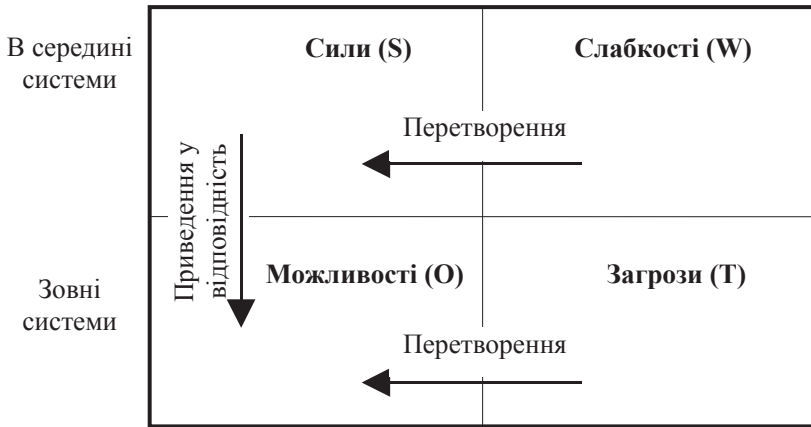 В середині
системи
Сили (S)
Слабкості (W)
Перетворення
Приведення у
відповідність
Зовні
системи
Можливості (О)
Загрози (Т)
Перетворення